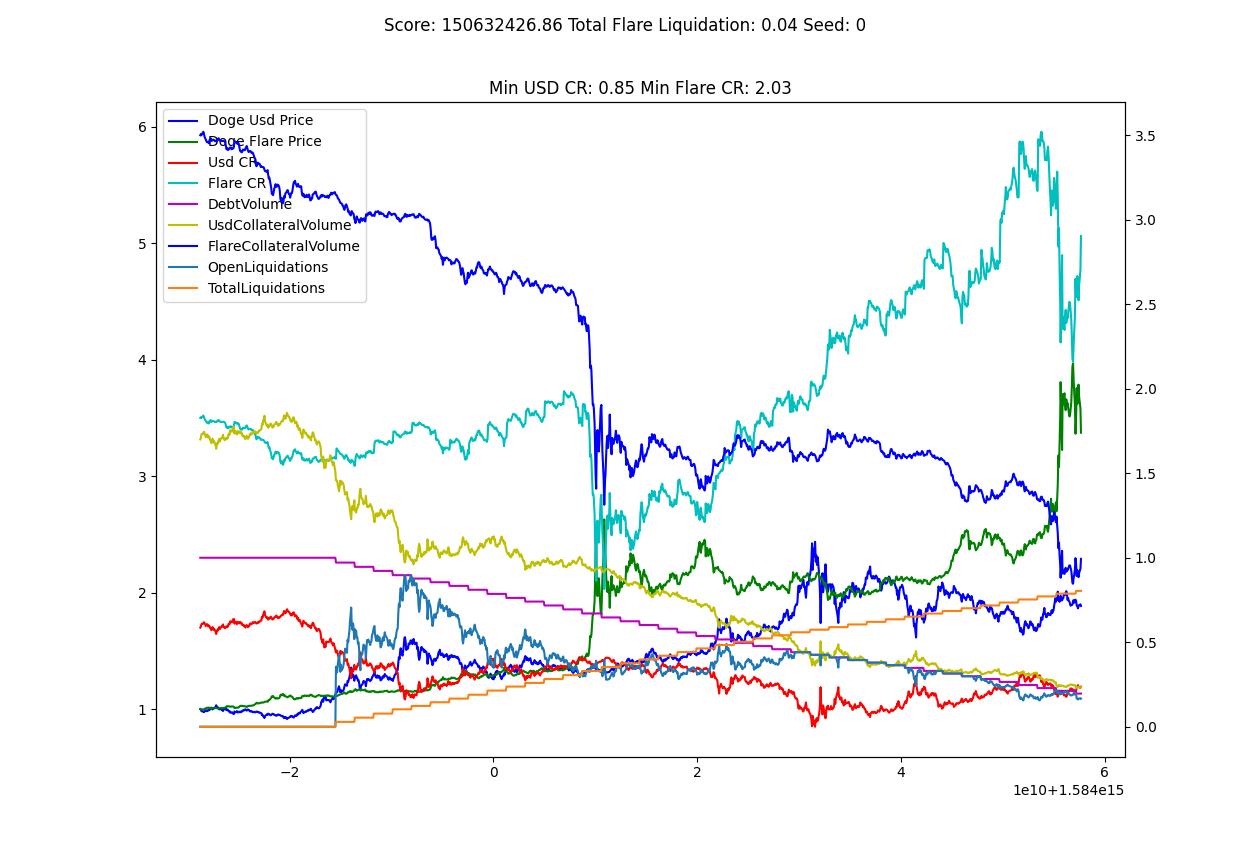 Score: 150632426.86 Total Flare Liquidation: 0.04 Seed: 0
Min USD CR: 0.85 Min Flare CR: 2.03
Doge Usd Price
Doge Flare Price
Usd CR
Flare CR
DebtVolume
UsdCollateralVolume
FlareCollateralVolume
OpenLiquidations
TotalLiquidations
6
5
4
3
2
1
3.5
3.0
2.5
2.0
1.5
1.0
0.5
0.0
−2
0
2
4
6
1e10+1.584e15